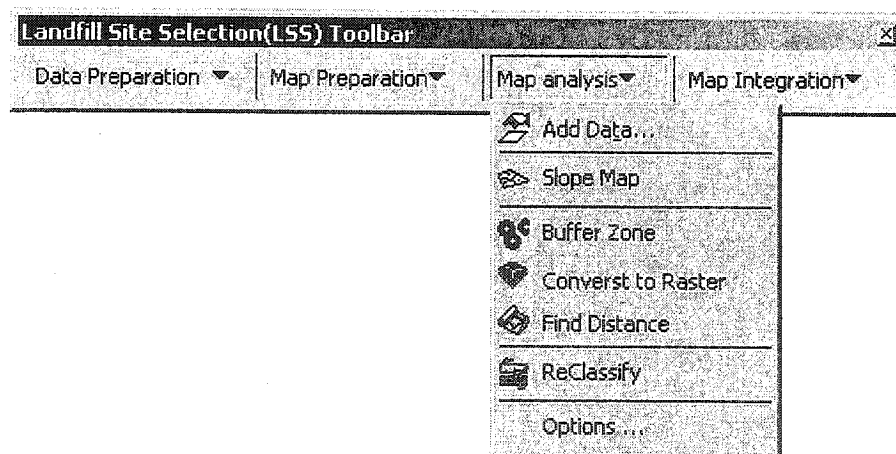 Landfill Site Selection(LSS) Toolbar
Data Preparation Map Preparation Map analysis Map Integration
Add Data...
Slope Map
Buffer Zone
Converst to Raster
Find Distance
ReClassify
Options ...